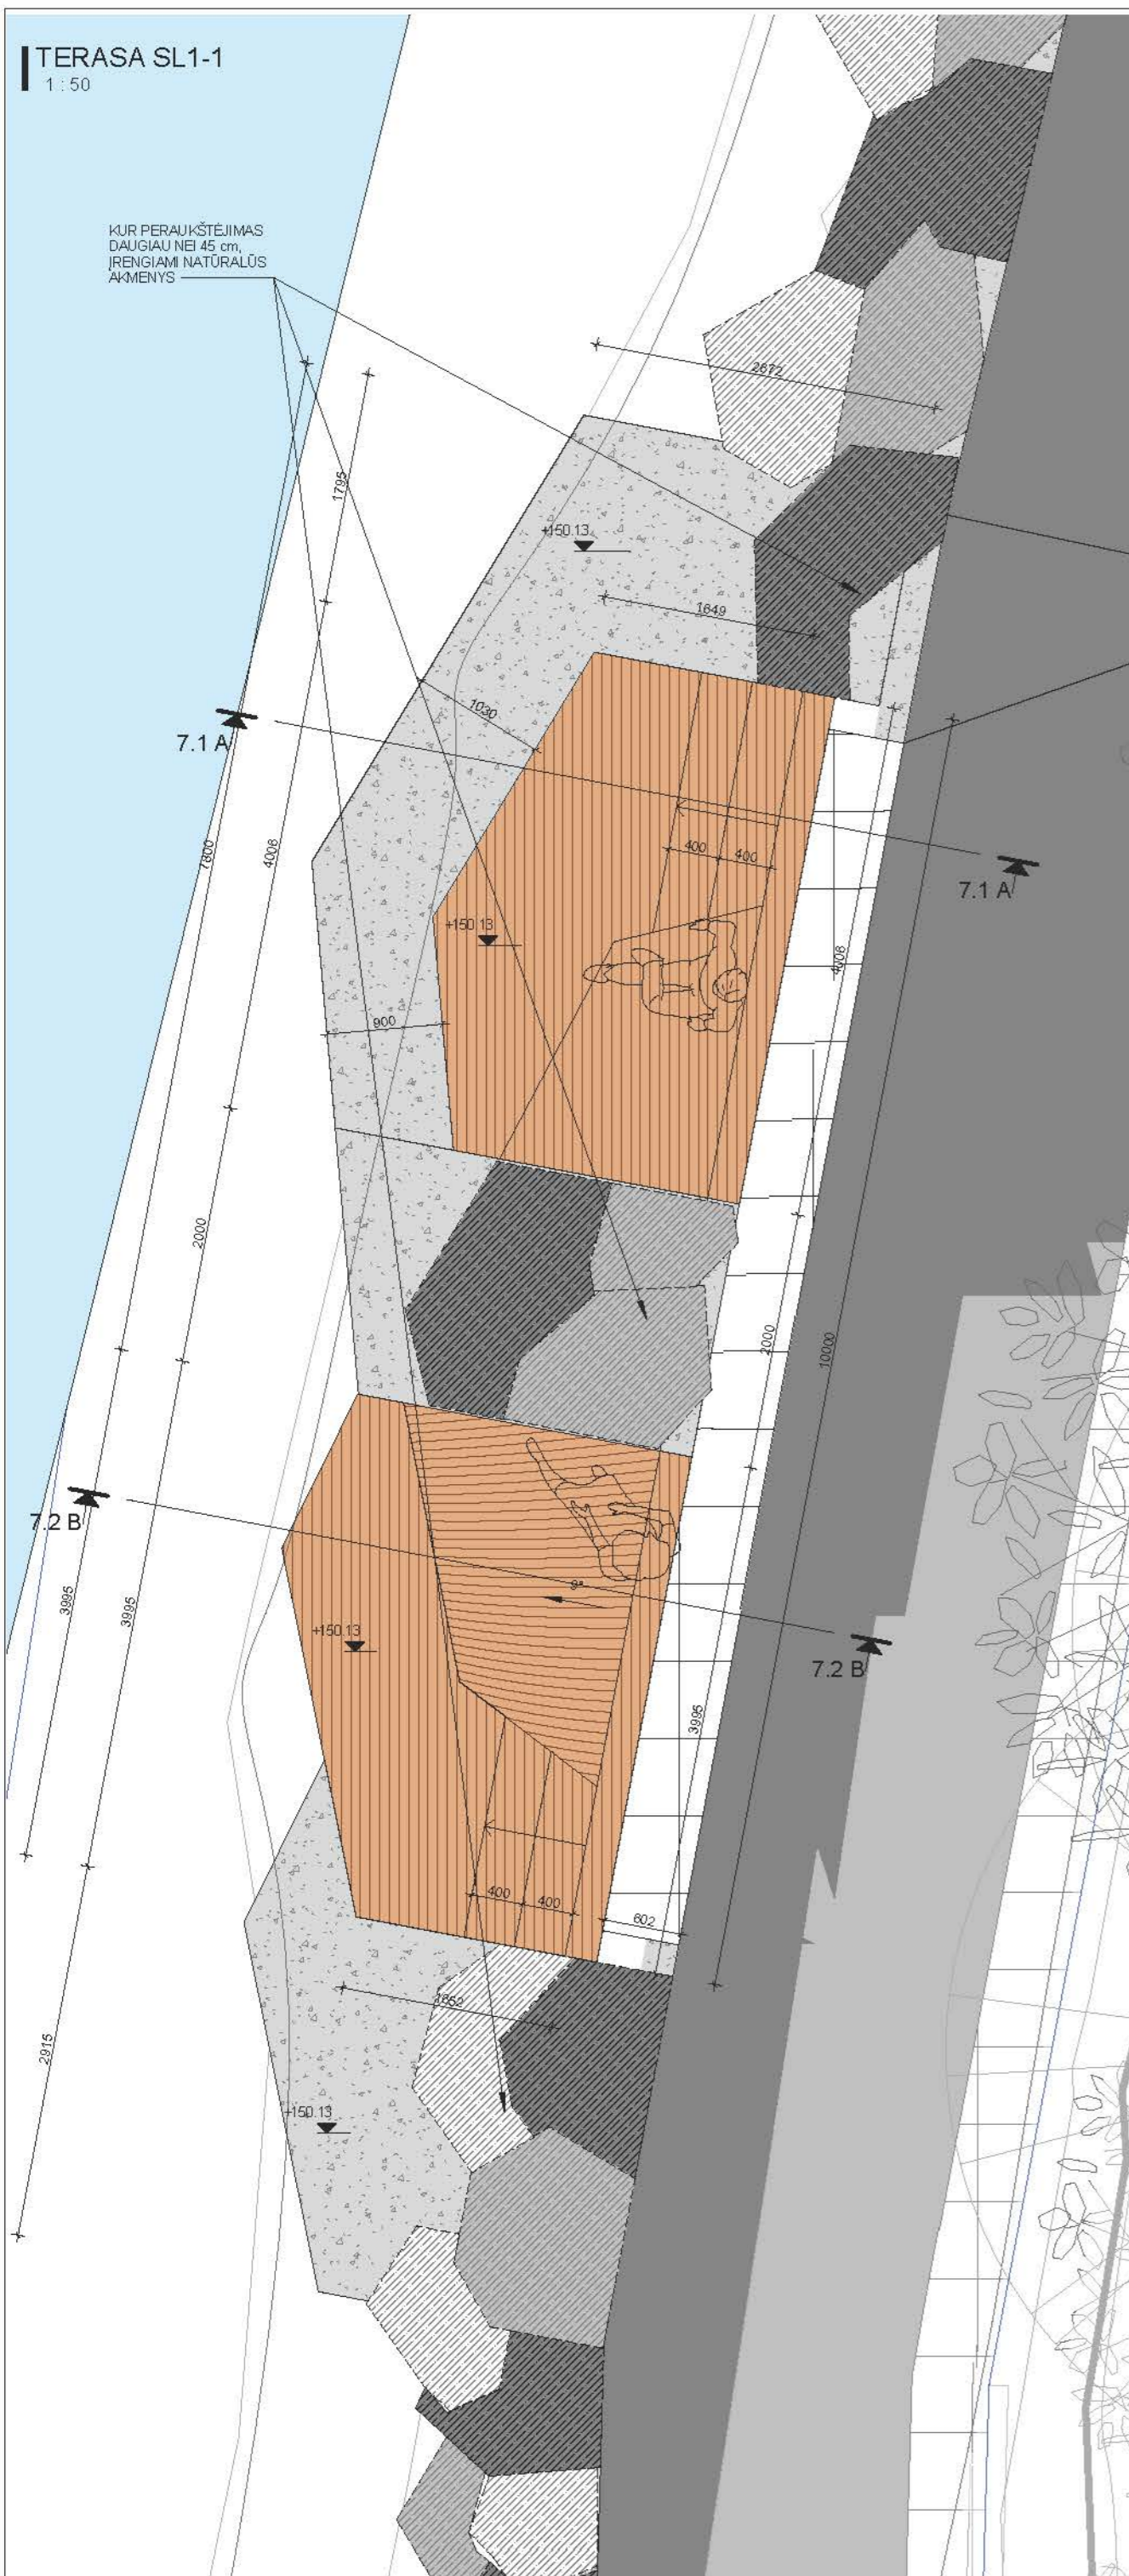 TERASA SL1-1
1 : 50
KUR PERAUKŠTĖJIMAS
DAUGIAU NEI 45 cm,
ĮRENGIAMI NATŪRALŪS
AKMENYS
2672
1795
+150.13
1649
1030
7.1 A
7800
4006
400
400
7.1 A
+150.13
4006
900
2000
2000
10000
7.2 B
9°
3995
3995
+150.13
7.2 B
3995
400
400
602
1652
2915
+150.13